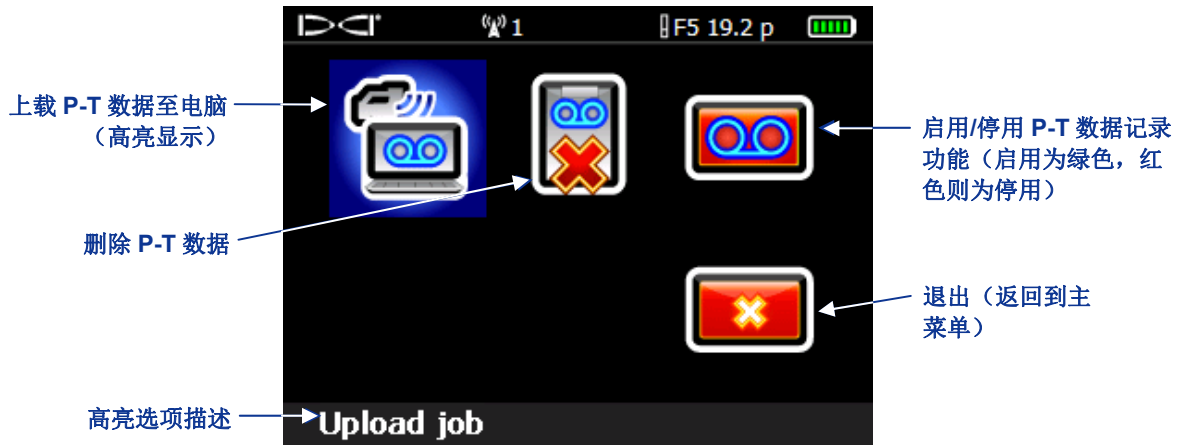 DCI
1
F5 19.2 p
上载 P-T 数据至电脑
（高亮显示）
启用/停用 P-T 数据记录
功能（启用为绿色，红
色则为停用）
删除 P-T 数据
退出（返回到主
菜单）
高亮选项描述
Upload job